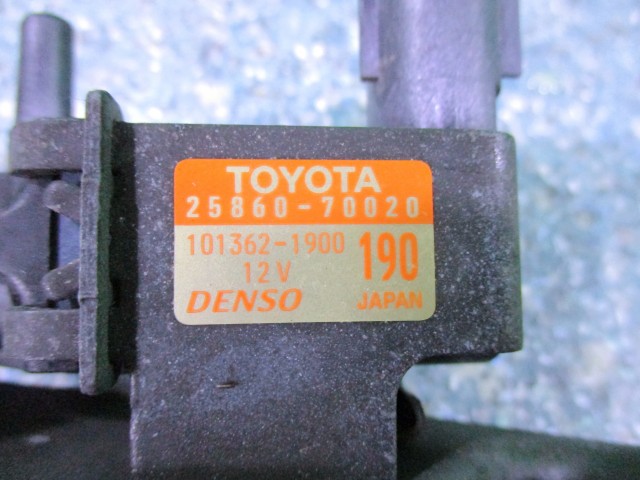 TOYOTA
25860-70020
101362-1900 190
12V
DENSO JAPAN